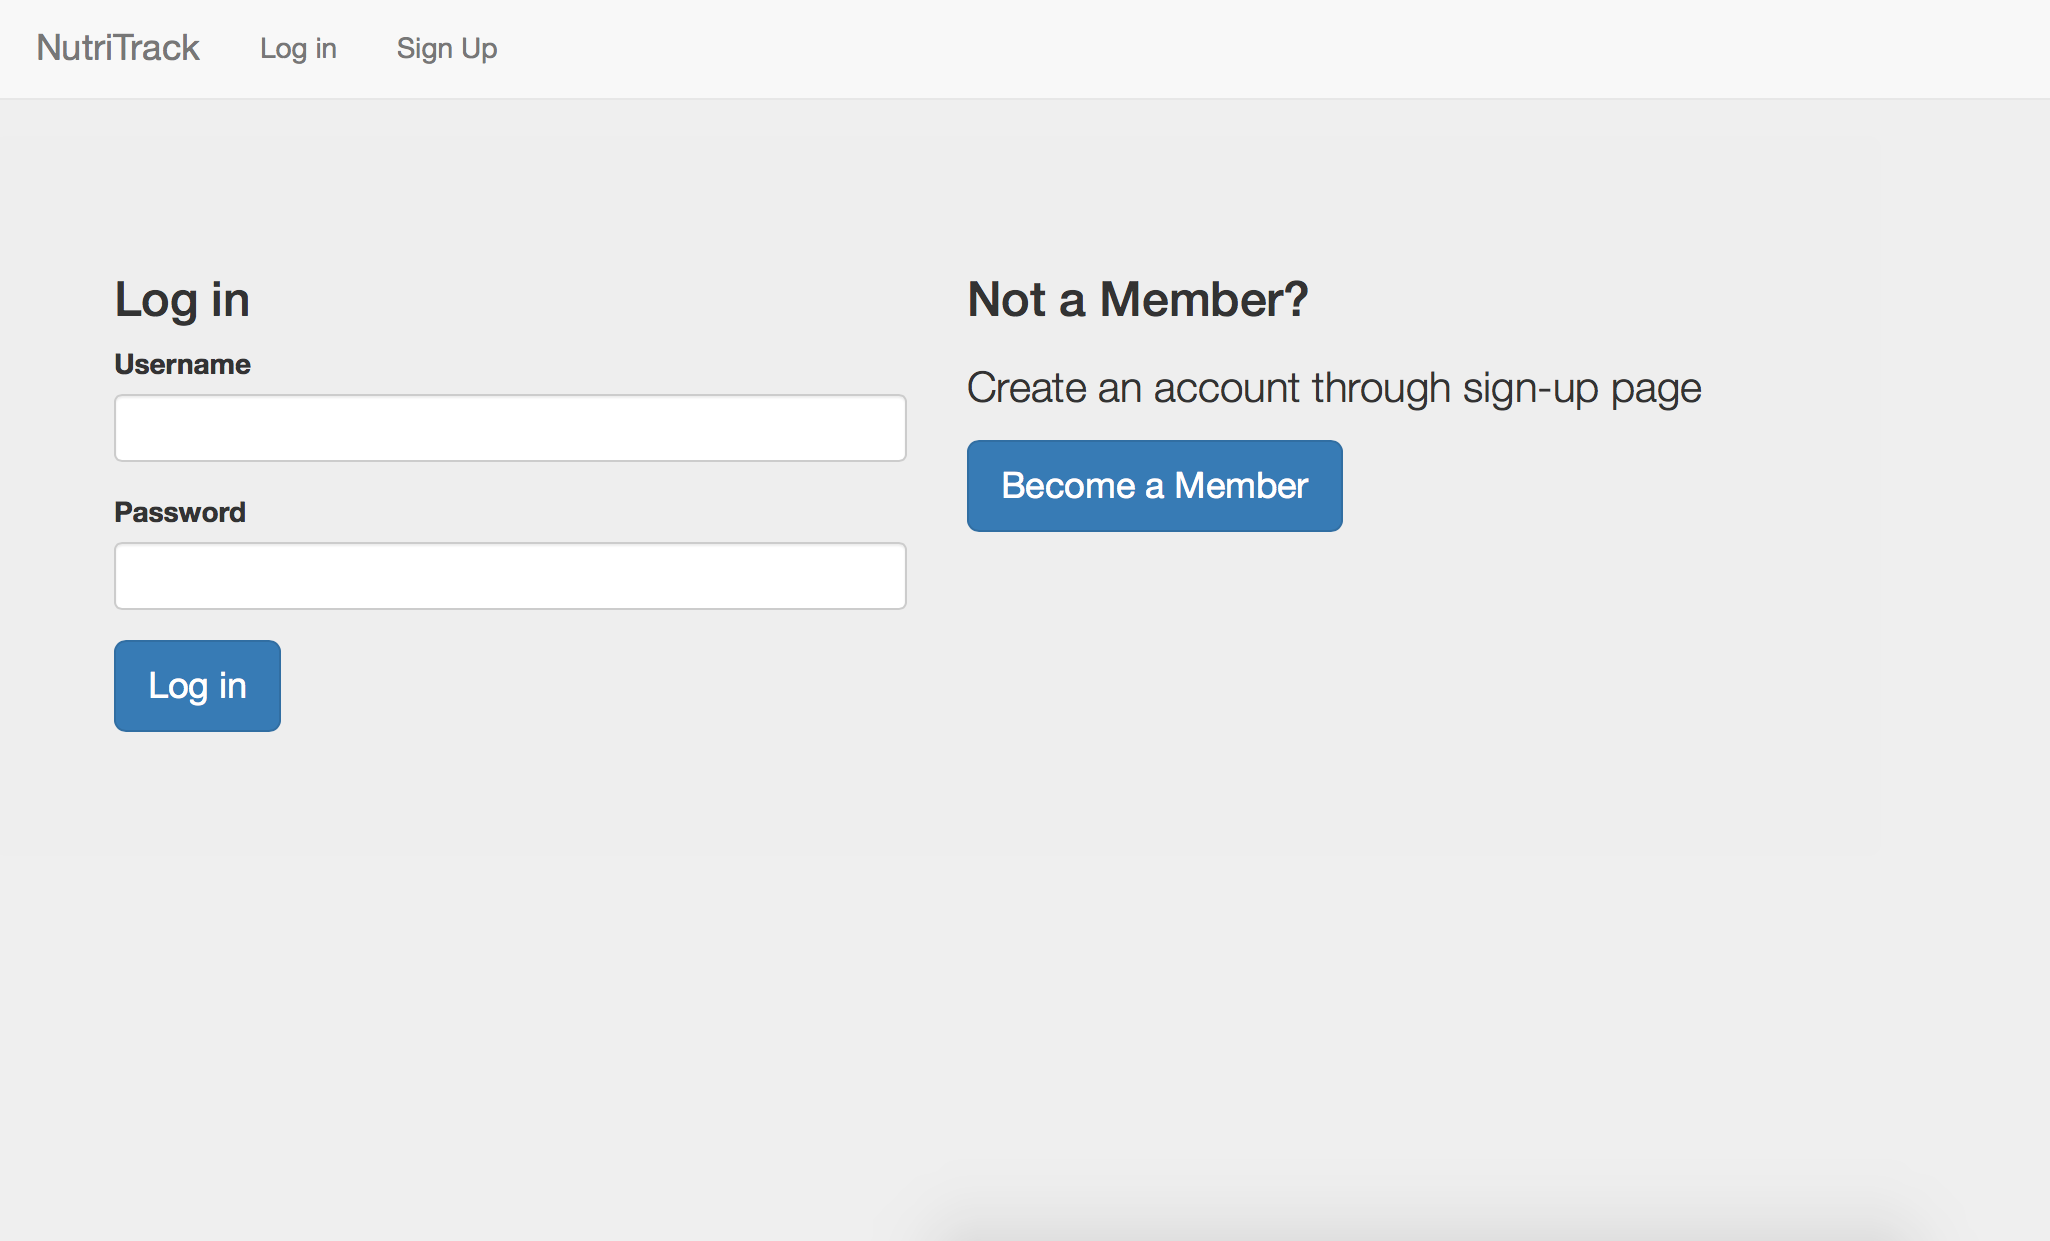 NutriTrack Log in Sign Up
Log in
Username
Password
Log in
Not a Member?
Create an account through sign-up page
Become a Member